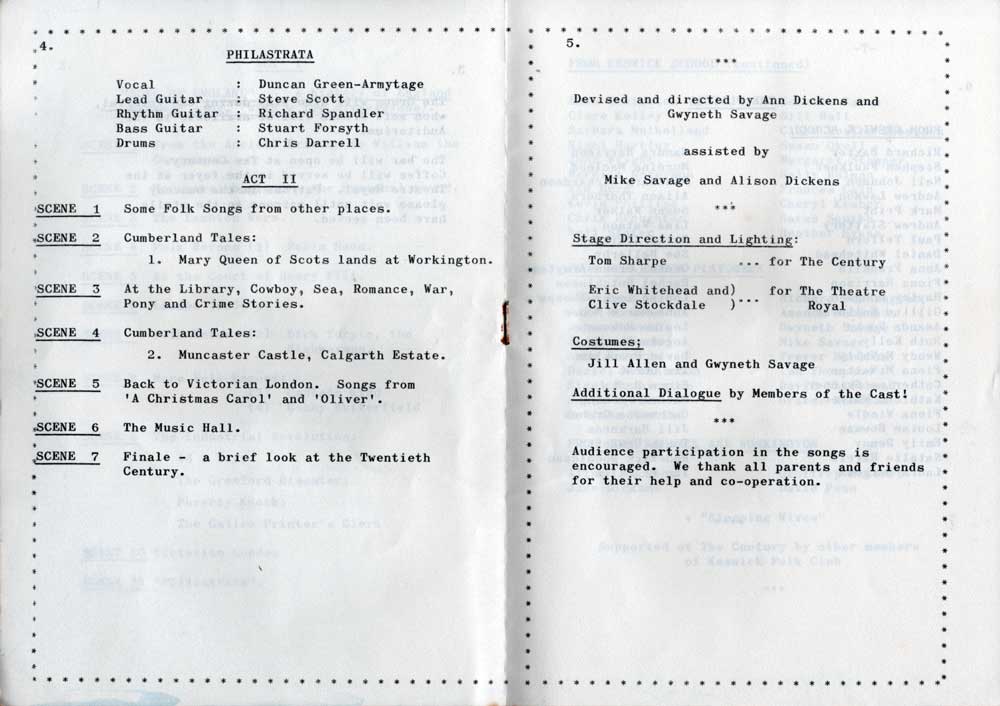 4.
PHILASTRATA
Vocal : Duncan Green-Armytage
Lead Guitar : Steve Scott
Rhythm Guitar : Richard Spandler
Bass Guitar : Stuart Forsyth
Drums : Chris Darrell
ACT II
SCENE 1 Some Folk Songs from other places.
SCENE 2 Cumberland Tales:
1. Mary Queen of Scots lands at Workington.
SCENE 3 At the Library, Cowboy, Sea, Romance, War,
Pony and Crime Stories.
SCENE 4 Cumberland Tales:
2. Muncaster Castle, Calgarth Estate.
SCENE 5 Back to Victorian London. Songs from
'A Christmas Carol' and 'Oliver'.
SCENE 6 The Music Hall.
SCENE 7 Finale - a brief look at the Twentieth
Century.
5.
***
Devised and directed by Ann Dickens and
Gwyneth Savage
assisted by
Mike Savage and Alison Dickens
***
Stage Direction and Lighting:
Tom Sharpe ... for The Century
Eric Whitehead and) for The Theatre
Clive Stockdale )... Royal
Costumes:
Jill Allen and Gwyneth Savage
Additional Dialogue by Members of the Cast!
***
Audience participation in the songs is
encouraged. We thank all parents and friends
for their help and co-operation.